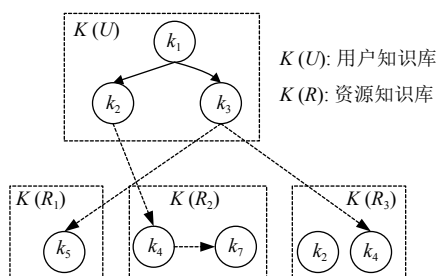 K (U)
k1
K (U): 用户知识库
k2
k3
K (R): 资源知识库
K (R1)
K (R2)
K (R3)
k5
k4
k7
k2
k4